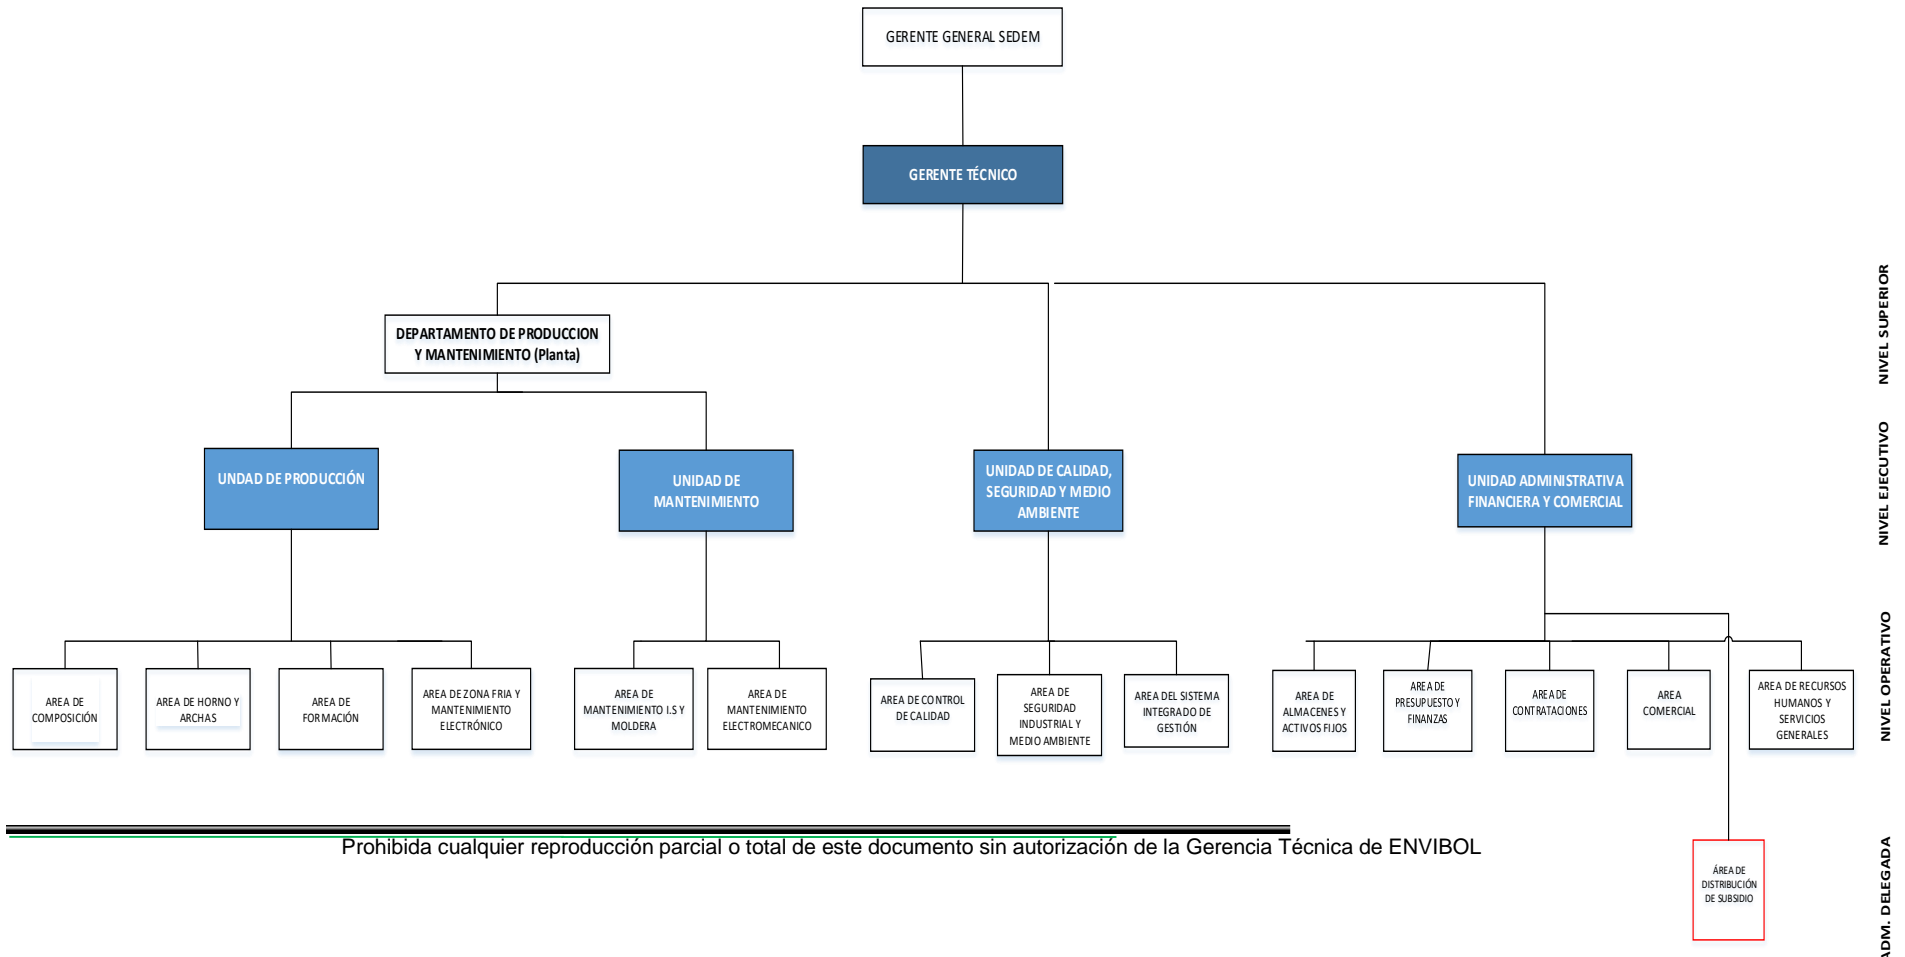 GERENTE GENERAL SEDEM
GERENTE TÉCNICO
NIVEL SUPERIOR
DEPARTAMENTO DE PRODUCCION
Y MANTENIMIENTO (Planta)
NIVEL EJECUTIVO
UNDAD DE PRODUCCIÓN
UNIDAD DE
MANTENIMIENTO
UNIDAD DE CALIDAD,
SEGURIDAD Y MEDIO
AMBIENTE
UNIDAD ADMINISTRATIVA
FINANCIERA Y COMERCIAL
NIVEL OPERATIVO
AREA DE
COMPOSICIÓN
AREA DE HORNO Y
ARCHAS
AREA DE
FORMACIÓN
AREA DE ZONA FRIA Y
MANTENIMIENTO
ELECTRÓNICO
AREA DE
MANTENIMIENTO I.S Y
MOLDERA
AREA DE
MANTENIMIENTO
ELECTROMECANICO
AREA DE CONTROL
DE CALIDAD
AREA DE
SEGURIDAD
INDUSTRIAL Y
MEDIO AMBIENTE
AREA DEL SISTEMA
INTEGRADO DE
GESTIÓN
AREA DE
ALMACENES Y
ACTIVOS FIJOS
AREA DE
PRESUPUESTO Y
FINANZAS
AREA DE
CONTRATACIONES
AREA
COMERCIAL
AREA DE RECURSOS
HUMANOS Y
SERVICIOS
GENERALES
Prohibida cualquier reproducción parcial o total de este documento sin autorización de la Gerencia Técnica de ENVIBOL
ÁREA DE
DISTRIBUCIÓN
DE SUBSIDIO
ADM. DELEGADA